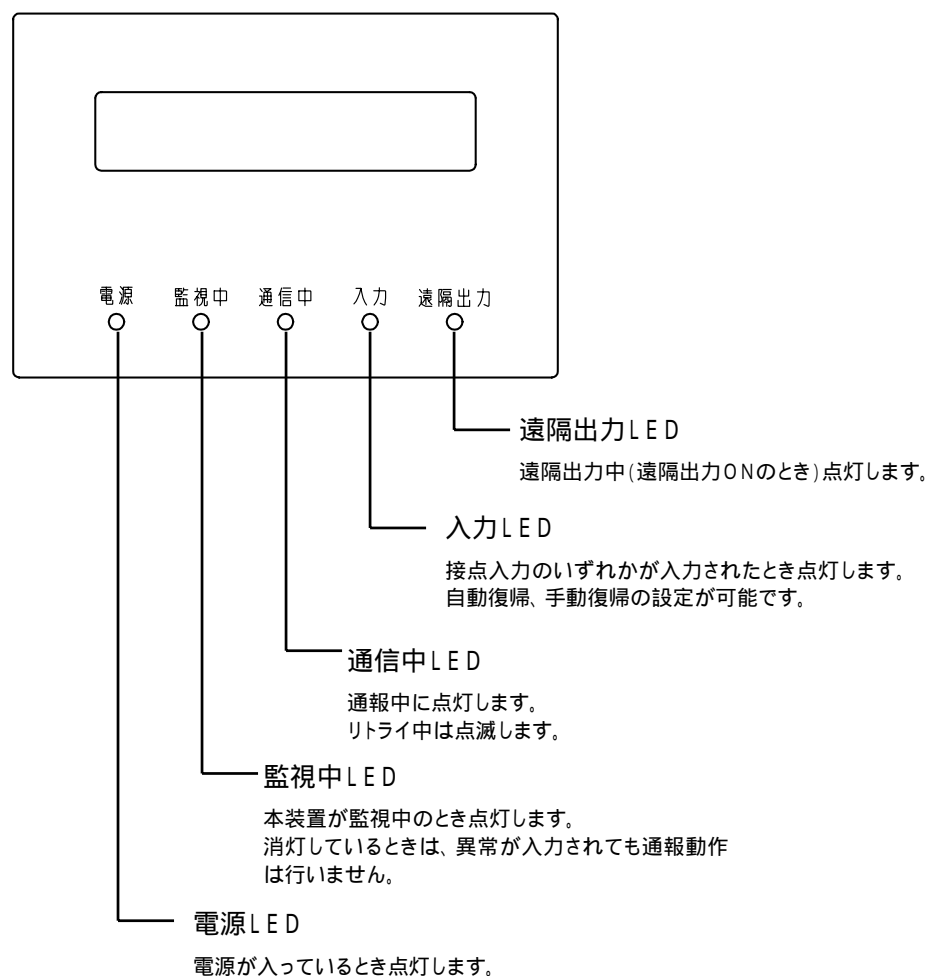 電源 監視中 通信中 入力 遠隔出力
遠隔出力LED
遠隔出力中(遠隔出力ONのとき)点灯します。
入力LED
接点入力のいずれかが入力されたとき点灯します。
自動復帰、手動復帰の設定が可能です。
通信中LED
通報中に点灯します。
リトライ中は点滅します。
監視中LED
本装置が監視中のとき点灯します。
消灯しているときは、異常が入力されても通報動作
は行いません。
電源LED
電源が入っているとき点灯します。